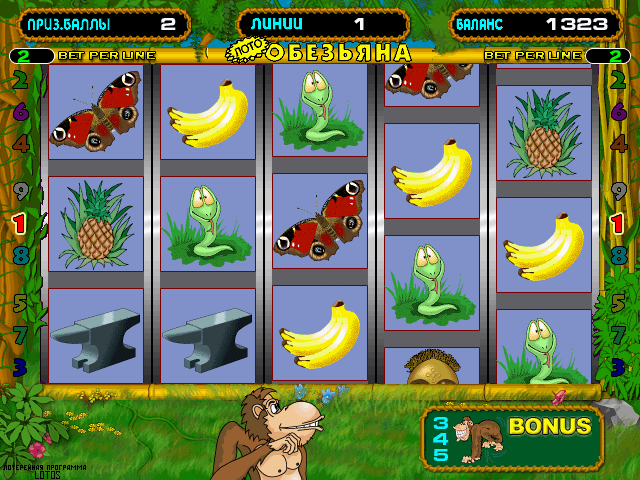 ПРИЗ.БАЛЛЫ 2
ЛИНИИ 1
БАЛАНС 1323
2 BET PER LINE
ЛОТО ОБЕЗЬЯНА
BET PER LINE 2
2 2
6 6
4 4
9 9
1 1
8 8
5 5
7 7
3 3
3
4
5
BONUS
ЛОТЕРЕЙНАЯ ПРОГРАММА
LOTOS